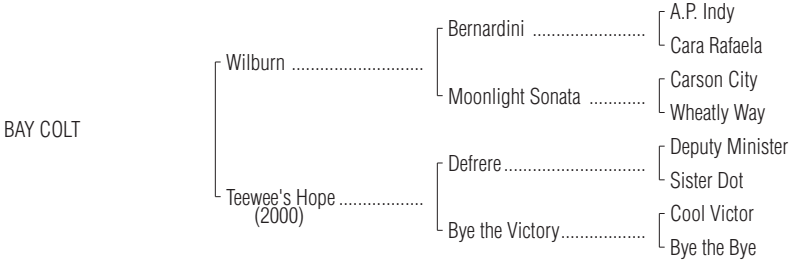 A.P. Indy
Bernardini ........................
Cara Rafaela
Wilburn ............................
Carson City
Moonlight Sonata ............
Wheatly Way
BAY COLT
Deputy Minister
Defrere..............................
Sister Dot
Teewee's Hope ..................
(2000)
Cool Victor
Bye the Victory..................
Bye the Bye